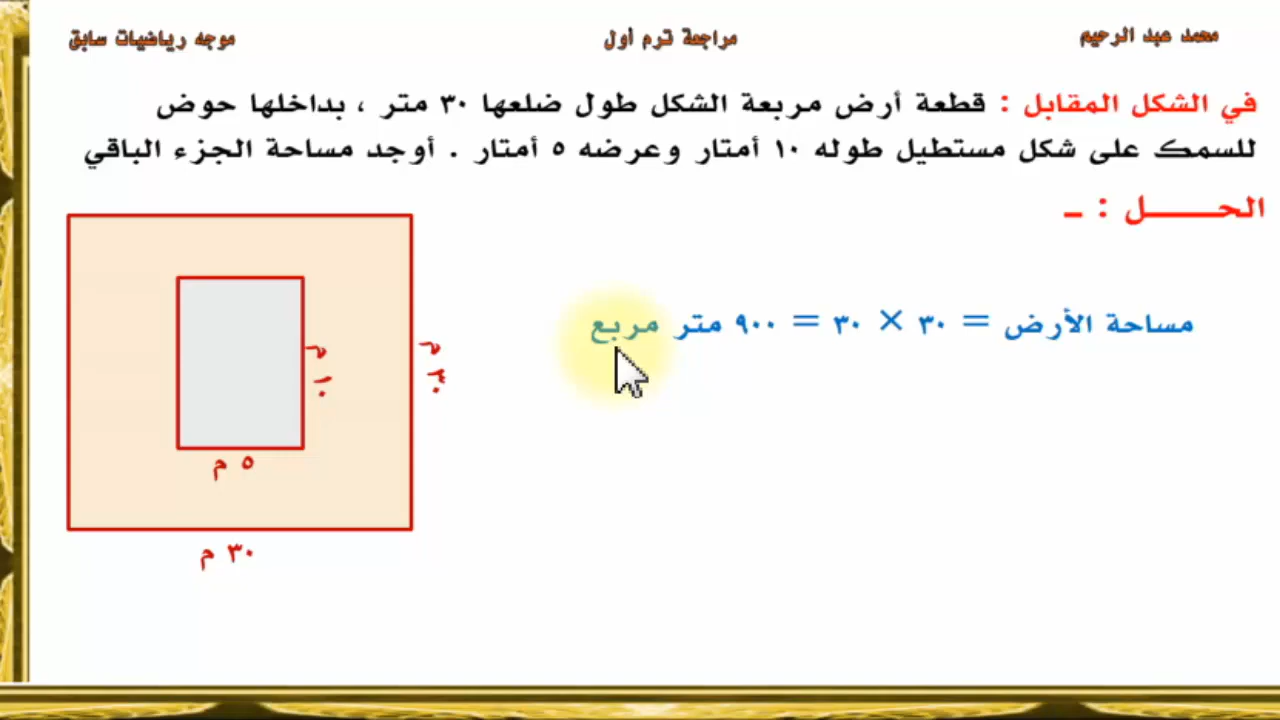 محمد عبد الرحيم
مراجعة ترم أول
موجه رياضيات سابق
في الشكل المقابل : قطعة أرض مربعة الشكل طول ضلعها ٣٠ متر ، بداخلها حوض
للسمك على شكل مستطيل طوله ١٠ أمتار وعرضه ٥ أمتار . أوجد مساحة الجزء الباقي
الحـــــل : ـ
مساحة الأرض = ٣٠ × ٣٠ = ٩٠٠ متر مربع
٣٠ م
١٠ م
٥ م
٣٠ م